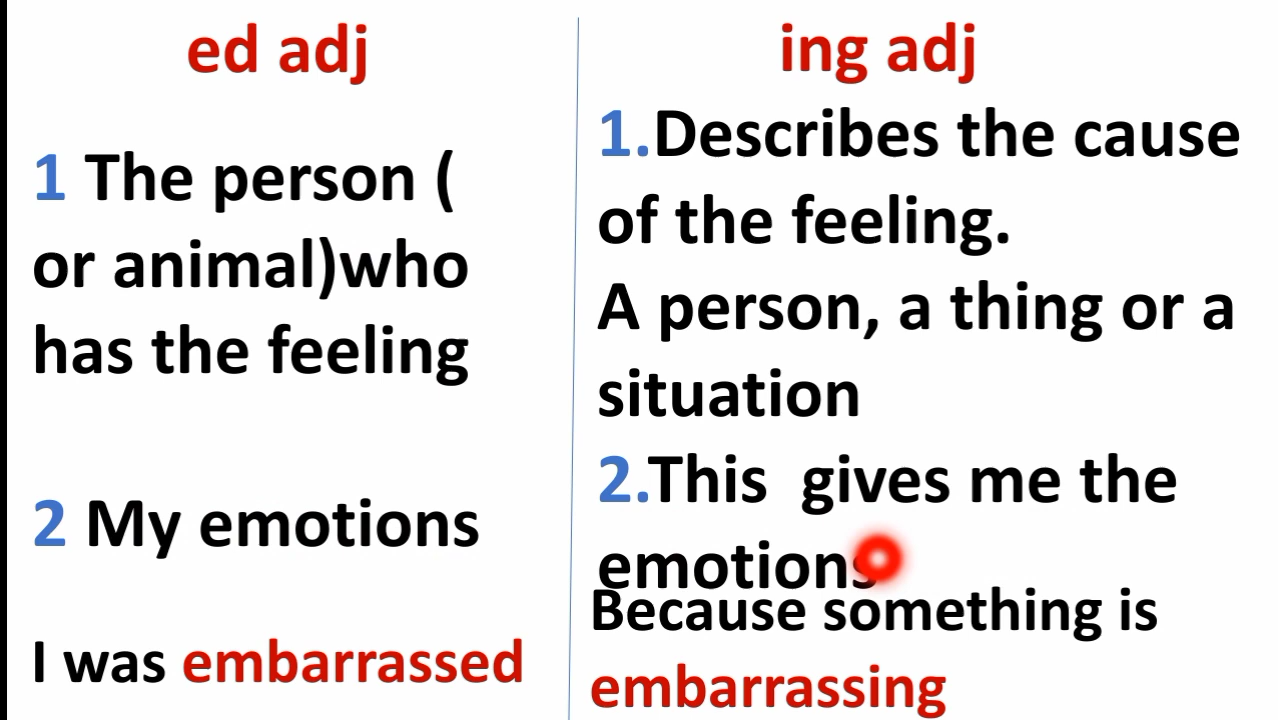 ed adj
1 The person (
or animal)who
has the feeling
2 My emotions
I was embarrassed
ing adj
1.Describes the cause
of the feeling.
A person, a thing or a
situation
2.This  gives me the
emotions
Because something is
embarrassing